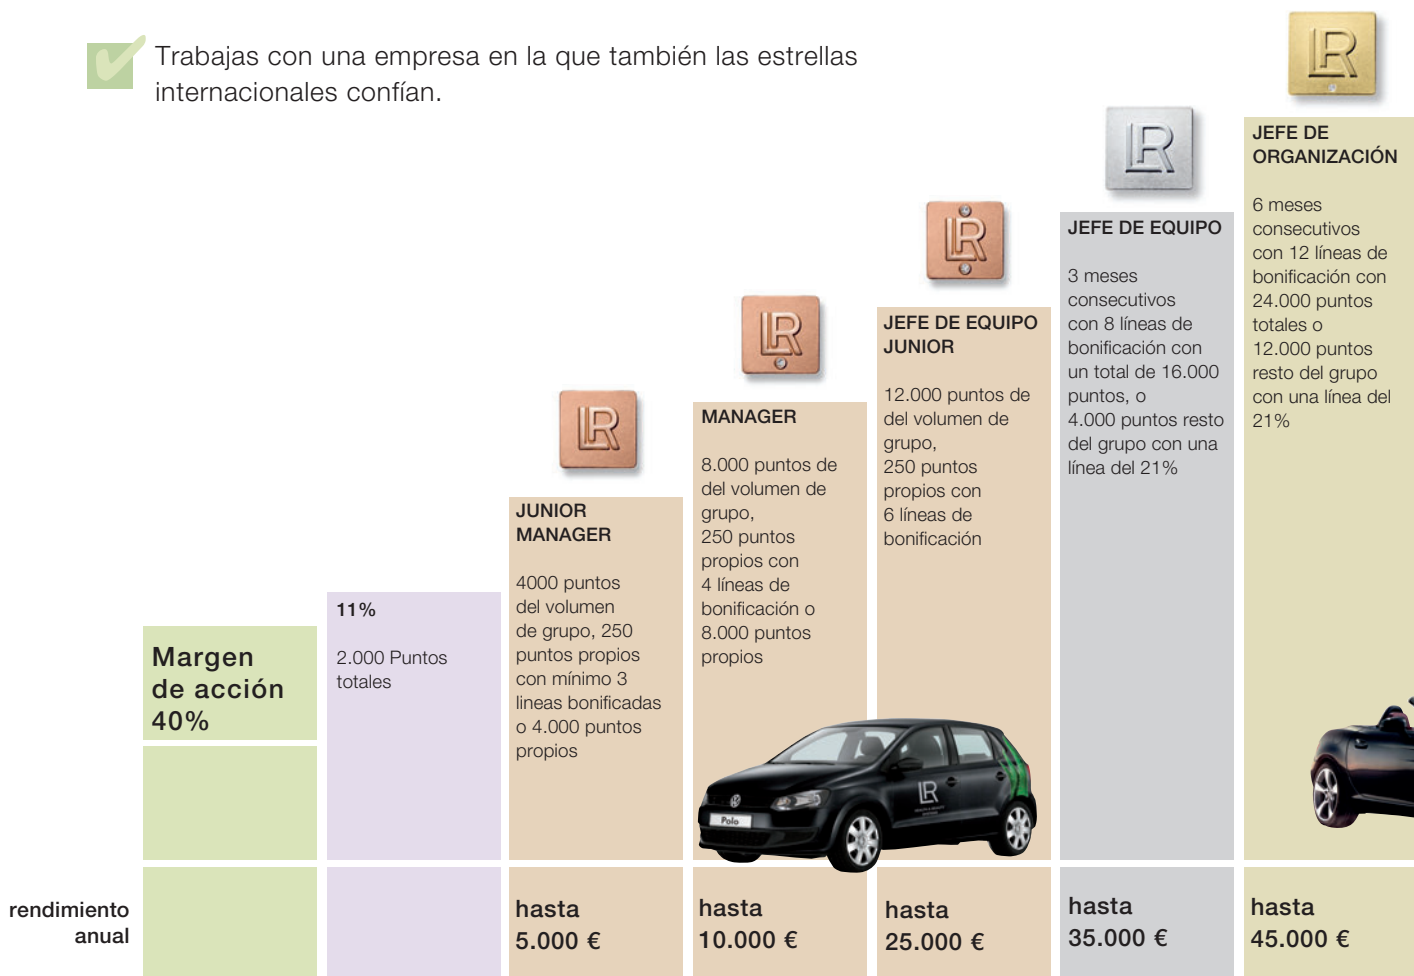 Trabajas con una empresa en la que también las estrellas
internacionales confían.
Margen
de acción
40%
11%
2.000 Puntos
totales
LR
JUNIOR
MANAGER
4000 puntos
del volumen
de grupo, 250
puntos propios
con mínimo 3
lineas bonificadas
o 4.000 puntos
propios
LR
MANAGER
8.000 puntos de
del volumen de
grupo,
250 puntos
propios con
4 líneas de
bonificación o
8.000 puntos
propios
LR
JEFE DE EQUIPO
JUNIOR
12.000 puntos de
del volumen de
grupo,
250 puntos
propios con
6 líneas de
bonificación
LR
JEFE DE EQUIPO
3 meses
consecutivos
con 8 líneas de
bonificación con
un total de 16.000
puntos, o
4.000 puntos resto
del grupo con una
línea del 21%
LR
JEFE DE
ORGANIZACIÓN
6 meses
consecutivos
con 12 líneas de
bonificación con
24.000 puntos
totales o
12.000 puntos
resto del grupo
con una línea del
21%
Polo
LR
rendimiento
anual
hasta
5.000 €
hasta
10.000 €
hasta
25.000 €
hasta
35.000 €
hasta
45.000 €